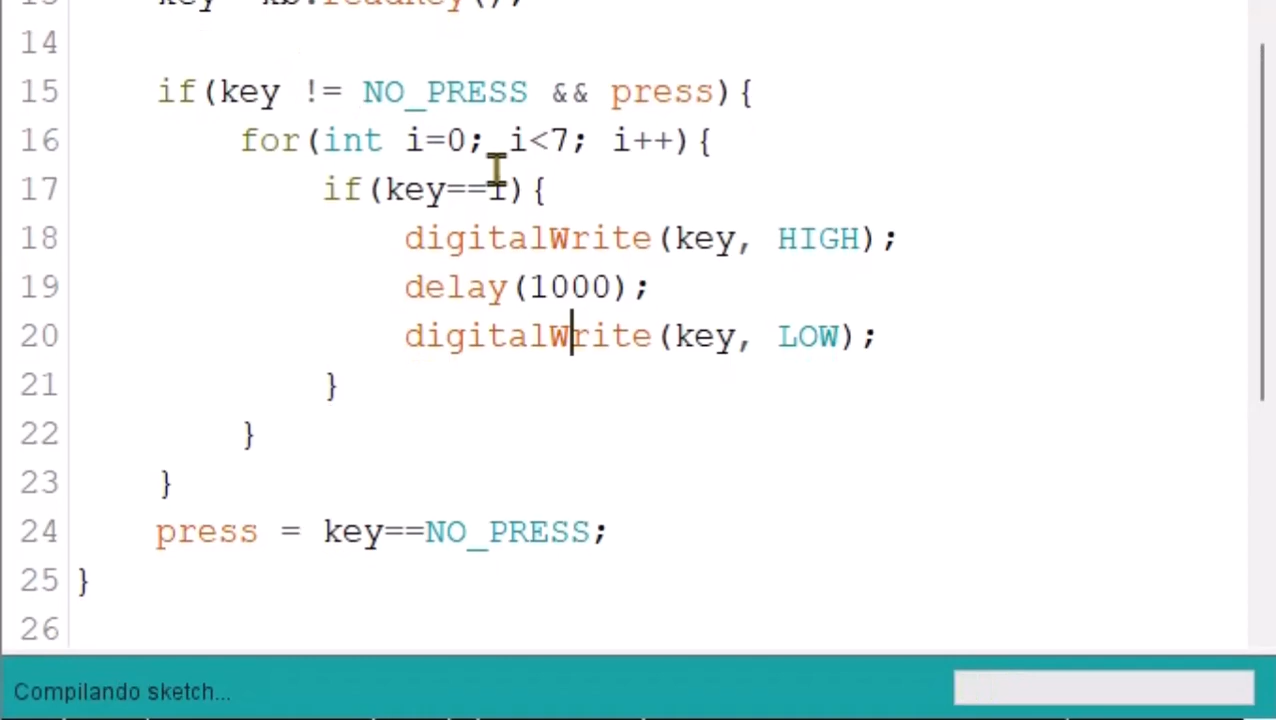 14
15 if(key != NO_PRESS && press){
16 for(int i=0; i<7; i++){
17 if(key==i){
18 digitalWrite(key, HIGH);
19 delay(1000);
20 digitalWrite(key, LOW);
21 }
22 }
23 }
24 press = key==NO_PRESS;
25 }
26
Compilando sketch...